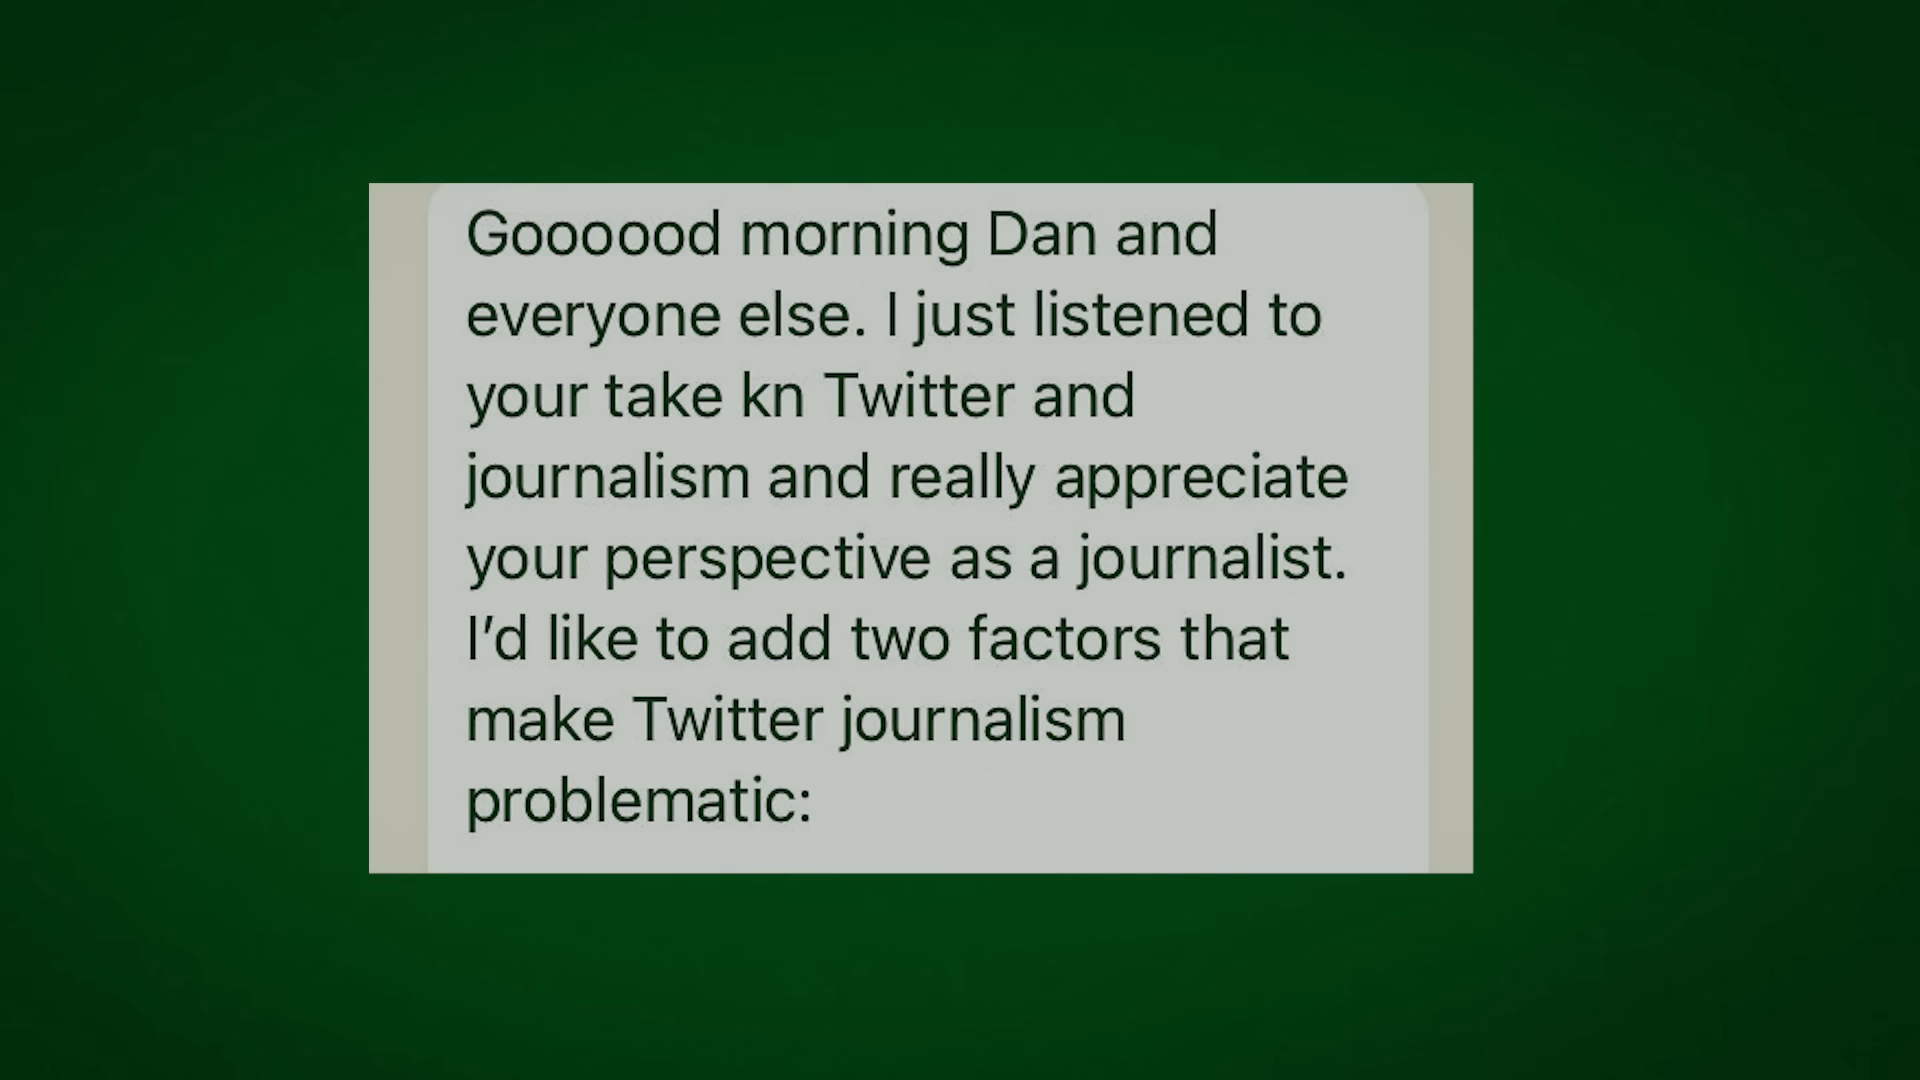 Goooood morning Dan and
everyone else. I just listened to
your take kn Twitter and
journalism and really appreciate
your perspective as a journalist.
I’d like to add two factors that
make Twitter journalism
problematic: